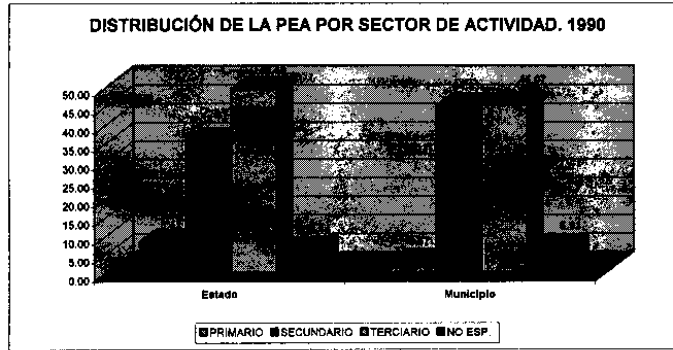 DISTRIBUCIÓN DE LA PEA POR SECTOR DE ACTIVIDAD. 1990
50.00
45.00
40.00
35.00
30.00
25.00
20.00
15.00
10.00
5.00
0.00
Estado
Municipio
PRIMARIO SECUNDARIO TERCIARIO NO ESP.